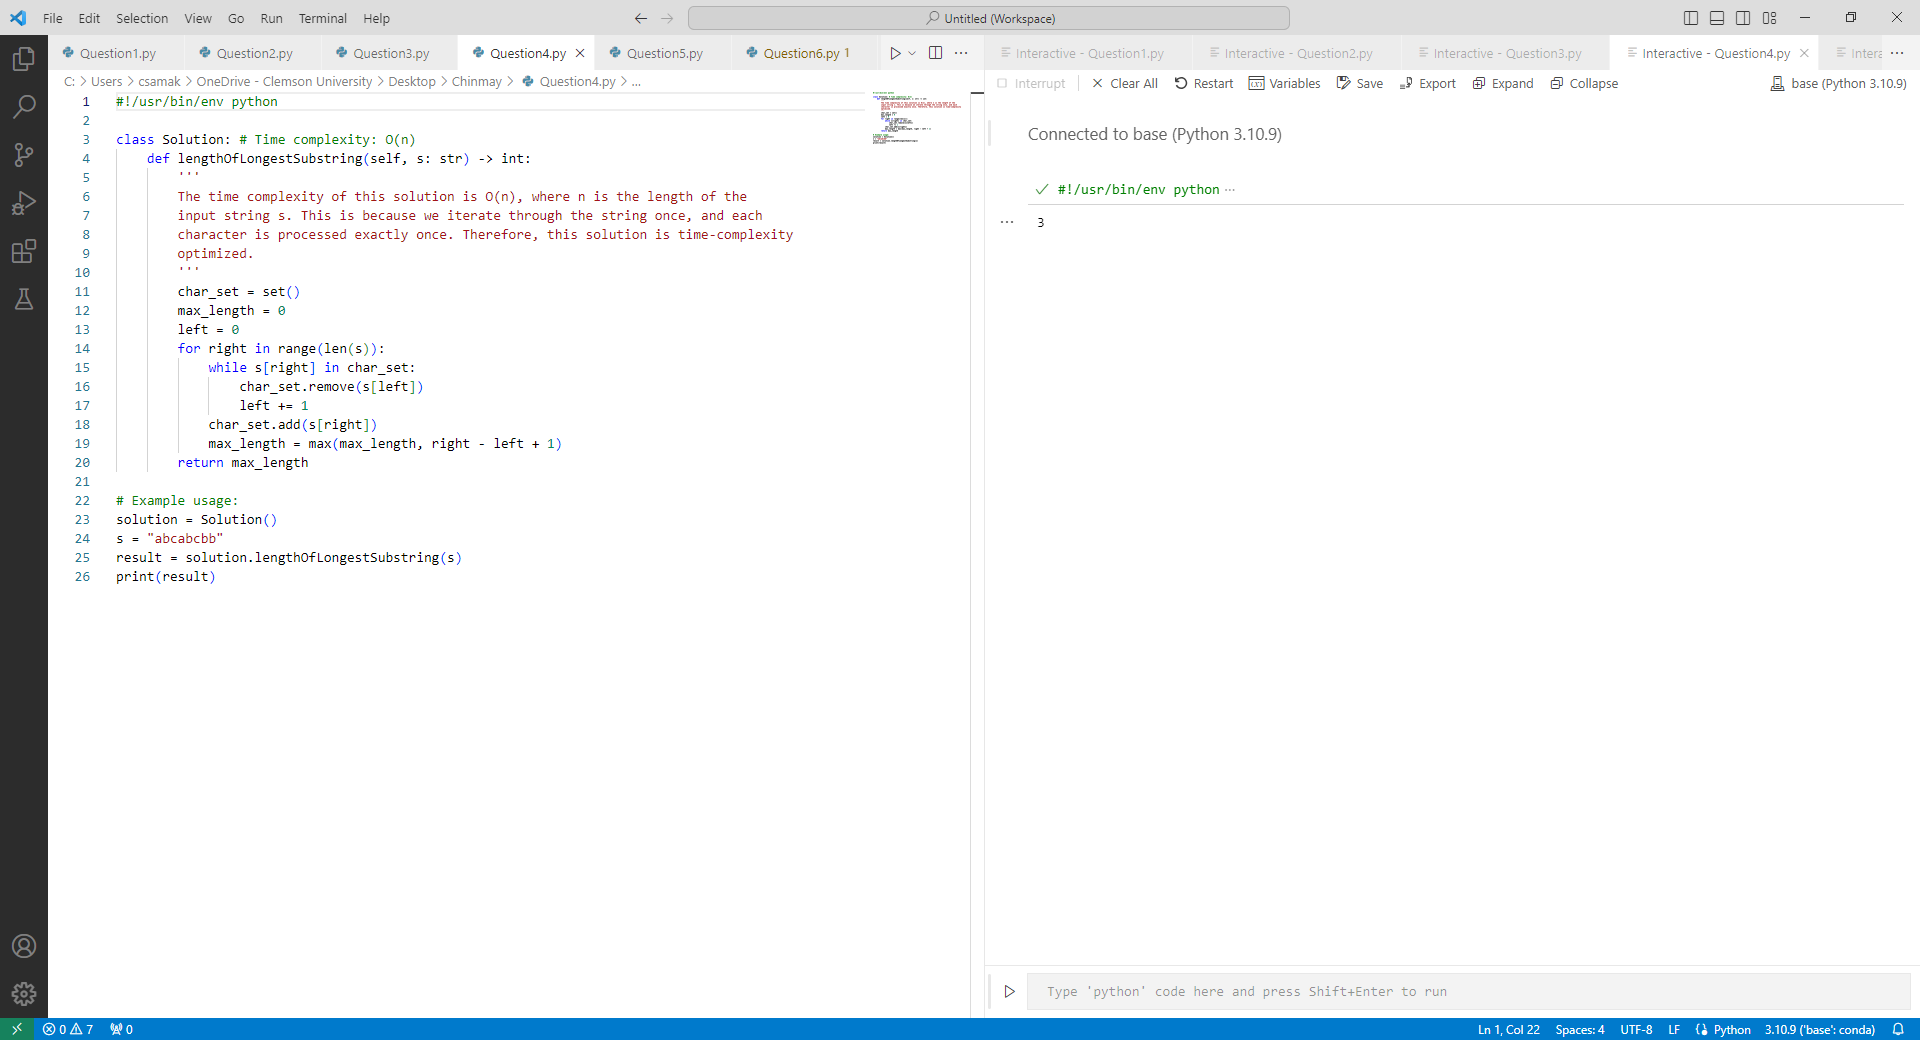 File Edit Selection View Go Run Terminal Help
Untitled (Workspace)
Question1.py Question2.py Question3.py Question4.py Question5.py Question6.py 1
Interactive - Question1.py Interactive - Question2.py Interactive - Question3.py Interactive - Question4.py Intera
C: > Users > csamak > OneDrive - Clemson University > Desktop > Chinmay > Question4.py > ...
Interrupt Clear All Restart Variables Save Export Expand Collapse base (Python 3.10.9)
1 #!/usr/bin/env python
2
3 class Solution: # Time complexity: O(n)
4 def lengthOfLongestSubstring(self, s: str) -> int:
5 '''
6 The time complexity of this solution is O(n), where n is the length of the
7 input string s. This is because we iterate through the string once, and each
8 character is processed exactly once. Therefore, this solution is time-complexity
9 optimized.
10 '''
11 char_set = set()
12 max_length = 0
13 left = 0
14 for right in range(len(s)):
15 while s[right] in char_set:
16 char_set.remove(s[left])
17 left += 1
18 char_set.add(s[right])
19 max_length = max(max_length, right - left + 1)
20 return max_length
21
22 # Example usage:
23 solution = Solution()
24 s = "abcabcbb"
25 result = solution.lengthOfLongestSubstring(s)
26 print(result)
Connected to base (Python 3.10.9)
#!/usr/bin/env python ...
3
Type 'python' code here and press Shift+Enter to run
0 7 0
Ln 1, Col 22 Spaces: 4 UTF-8 LF Python 3.10.9 ('base': conda)